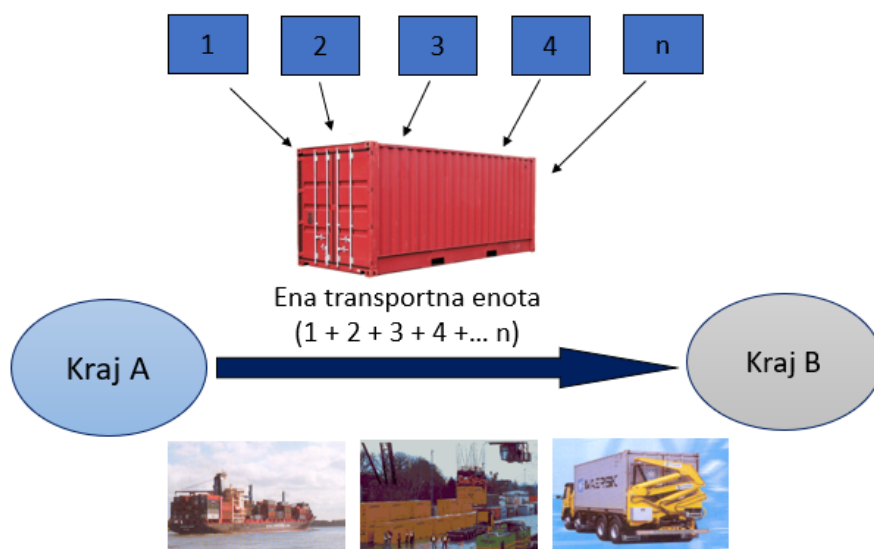 1
2
3
4
n
Ena transportna enota
(1 + 2 + 3 + 4 +... n)
Kraj A
Kraj B
MAERSK